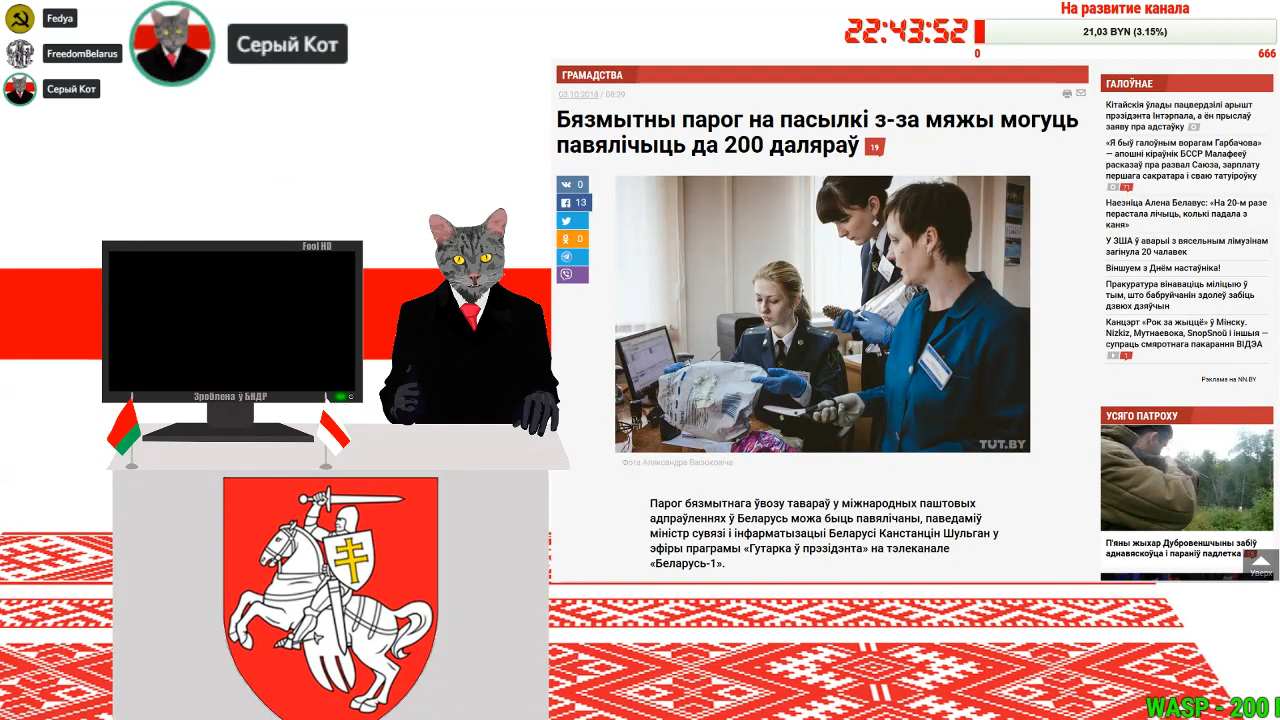 Fedya
FreedomBelarus
Серый Кот
Серый Кот
22:43:52
На развитие канала
21,03 BYN (3.15%)
0
666
ГРАМАДСТВА
03.10.2018 / 08:29
Бязмытны парог на пасылкі з-за мяжы могуць
павялічыць да 200 даляраў 19
0
13
0
TUT.BY
Фота Аляксандра Васюковіча
Парог бязмытнага ўвозу тавараў у міжнародных паштовых
адпраўленнях ў Беларусь можа быць павялічаны, паведаміў
міністр сувязі і інфарматызацыі Беларусі Канстанцін Шульган у
эфіры праграмы «Гутарка ў прэзідэнта» на тэлеканале
«Беларусь-1».
ГАЛОЎНАЕ
Кітайскія ўлады пацвердзілі арышт
прэзідэнта Інтэрпала, а ён прыслаў
заяву пра адстаўку
«Я быў галоўным ворагам Гарбачова»
— апошні кіраўнік БССР Малафееў
расказаў пра развал Саюза, зарплату
першага сакратара і сваю татуіроўку
71
Наезніца Алена Белавус: «На 20-м разе
перастала лічыць, колькі падала з
каня»
У ЗША ў аварыі з вясельным лімузінам
загінула 20 чалавек
Віншуем з Днём настаўніка!
Пракуратура вінаваціць міліцыю ў
тым, што бабруйчанін здолеў забіць
дзвюх дзяўчын
Канцэрт «Рок за жыццё» ў Мінску.
Nizkiz, Мутнаевока, SnopSnoŭ і іншыя —
супраць смяротнага пакарання ВІДЭА
1
Рэклама на NN.BY
УСЯГО ПАТРОХУ
П'яны жыхар Дубровеншчыны забіў
аднавяскоўца і параніў падлетка
Уверх
Fool HD
Зроблена ў БНДР
WASP - 200